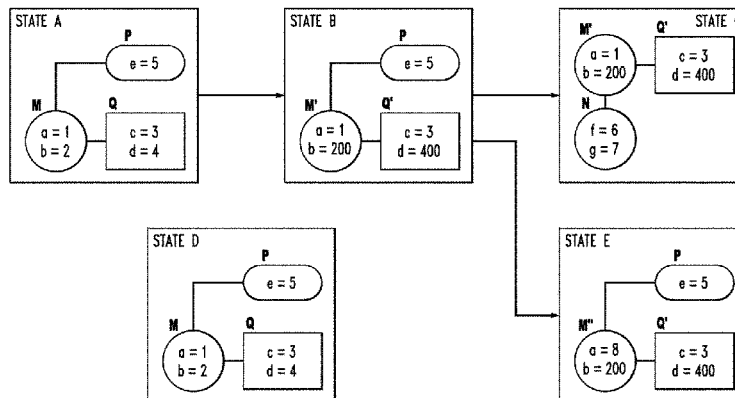 STATE A
P
e = 5
M
Q
a = 1
b = 2
c = 3
d = 4
STATE B
P
e = 5
M'
Q'
a = 1
b = 200
c = 3
d = 400
STATE
M'
Q'
a = 1
b = 200
c = 3
d = 400
N
f = 6
g = 7
STATE D
P
e = 5
M
Q
a = 1
b = 2
c = 3
d = 4
STATE E
P
e = 5
M"
Q'
a = 8
b = 200
c = 3
d = 400